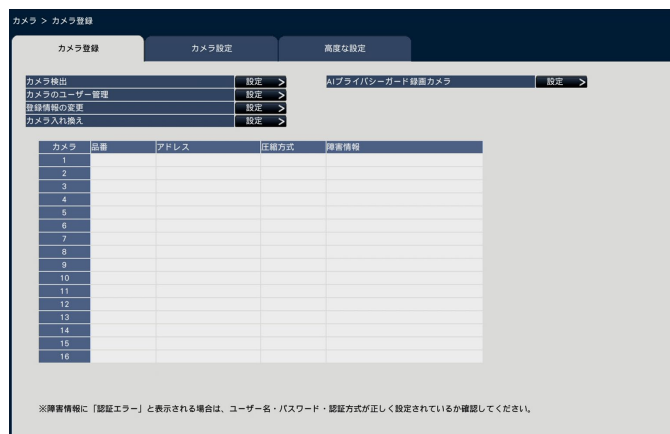 カメラ > カメラ登録
カメラ登録 カメラ設定 高度な設定
カメラ検出 設定 > AIプライバシーガード録画カメラ 設定 >
カメラのユーザー管理 設定 >
登録情報の変更 設定 >
カメラ入れ換え 設定 >
カメラ 品番 アドレス 圧縮方式 障害情報
1
2
3
4
5
6
7
8
9
10
11
12
13
14
15
16
※障害情報に「認証エラー」と表示される場合は、ユーザー名・パスワード・認証方式が正しく設定されているか確認してください。